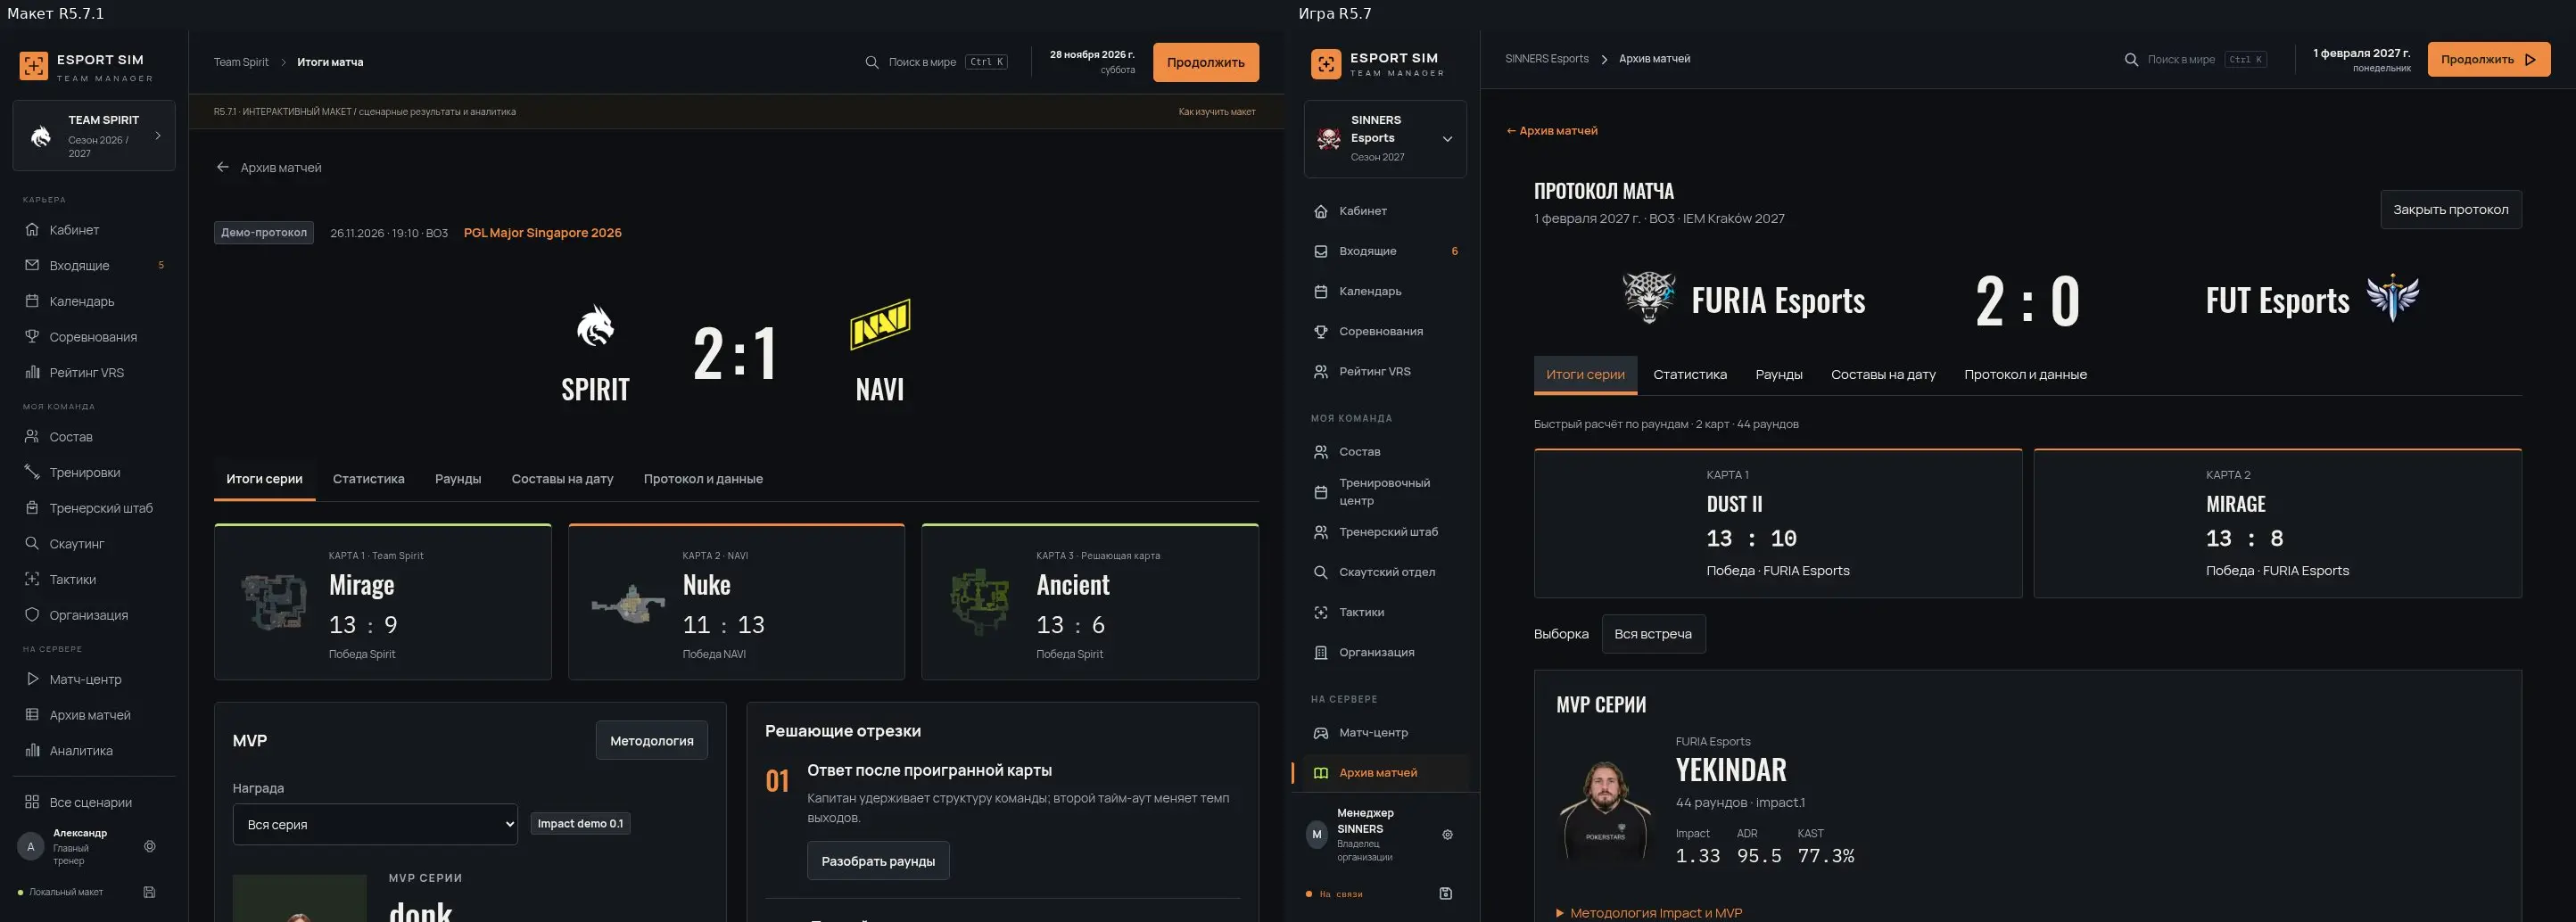 Макет R5.7.1
ESPORT SIM
TEAM MANAGER
TEAM SPIRIT
Сезон 2026 /
2027
КАРЬЕРА
Кабинет
Входящие 5
Календарь
Соревнования
Рейтинг VRS
МОЯ КОМАНДА
Состав
Тренировки
Тренерский штаб
Скаутинг
Тактики
Организация
НА СЕРВЕРЕ
Матч-центр
Архив матчей
Аналитика
Все сценарии
А
Александр
Главный
тренер
Локальный макет
Team Spirit > Итоги матча
Поиск в мире Ctrl K
28 ноября 2026 г.
суббота
Продолжить
R5.7.1 · ИНТЕРАКТИВНЫЙ МАКЕТ / сценарные результаты и аналитика
Как изучить макет
← Архив матчей
Демо-протокол 26.11.2026 · 19:10 · BO3 PGL Major Singapore 2026
NAVI
SPIRIT 2:1 NAVI
Итоги серии Статистика Раунды Составы на дату Протокол и данные
КАРТА 1 · Team Spirit
Mirage
13 : 9
Победа Spirit
КАРТА 2 · NAVI
Nuke
11 : 13
Победа NAVI
КАРТА 3 · Решающая карта
Ancient
13 : 6
Победа Spirit
MVP
Методология
Награда
Вся серия
Impact demo 0.1
MVP СЕРИИ
donk
Решающие отрезки
01
Ответ после проигранной карты
Капитан удерживает структуру команды; второй тайм-аут меняет темп
выходов.
Разобрать раунды
Игра R5.7
ESPORT SIM
TEAM MANAGER
SINNERS
Esports
Сезон 2027
Кабинет
Входящие 6
Календарь
Соревнования
Рейтинг VRS
МОЯ КОМАНДА
Состав
Тренировочный
центр
Тренерский штаб
Скаутский отдел
Тактики
Организация
НА СЕРВЕРЕ
Матч-центр
Архив матчей
М
Менеджер
SINNERS
Владелец
организации
На связи
SINNERS Esports > Архив матчей
Поиск в мире Ctrl K
1 февраля 2027 г.
понедельник
Продолжить
← Архив матчей
ПРОТОКОЛ МАТЧА
1 февраля 2027 г. · BO3 · IEM Kraków 2027
Закрыть протокол
FURIA Esports 2 : 0 FUT Esports
Итоги серии Статистика Раунды Составы на дату Протокол и данные
Быстрый расчёт по раундам · 2 карт · 44 раундов
КАРТА 1
DUST II
13 : 10
Победа · FURIA Esports
КАРТА 2
MIRAGE
13 : 8
Победа · FURIA Esports
Выборка Вся встреча
MVP СЕРИИ
FURIA Esports
YEKINDAR
44 раундов · impact.1
Impact ADR KAST
1.33 95.5 77.3%
POKERSTARS
Методология Impact и MVP